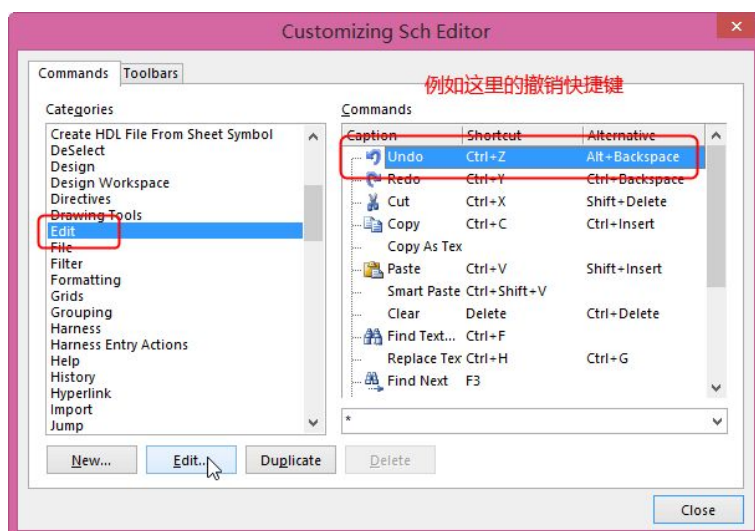 Customizing Sch Editor
Commands Toolbars
例如这里的撤销快捷键
Categories
Create HDL File From Sheet Symbol
DeSelect
Design
Design Workspace
Directives
Drawing Tools
Edit
File
Filter
Formatting
Grids
Grouping
Harness
Harness Entry Actions
Help
History
Hyperlink
Import
Jump
Commands
Caption Shortcut Alternative
Undo Ctrl+Z Alt+Backspace
Redo Ctrl+Y Ctrl+Backspace
Cut Ctrl+X Shift+Delete
Copy Ctrl+C Ctrl+Insert
Copy As Tex
Paste Ctrl+V Shift+Insert
Smart Paste Ctrl+Shift+V
Clear Delete Ctrl+Delete
Find Text... Ctrl+F
Replace Tex Ctrl+H Ctrl+G
Find Next F3
*
New... Edit... Duplicate Delete
Close